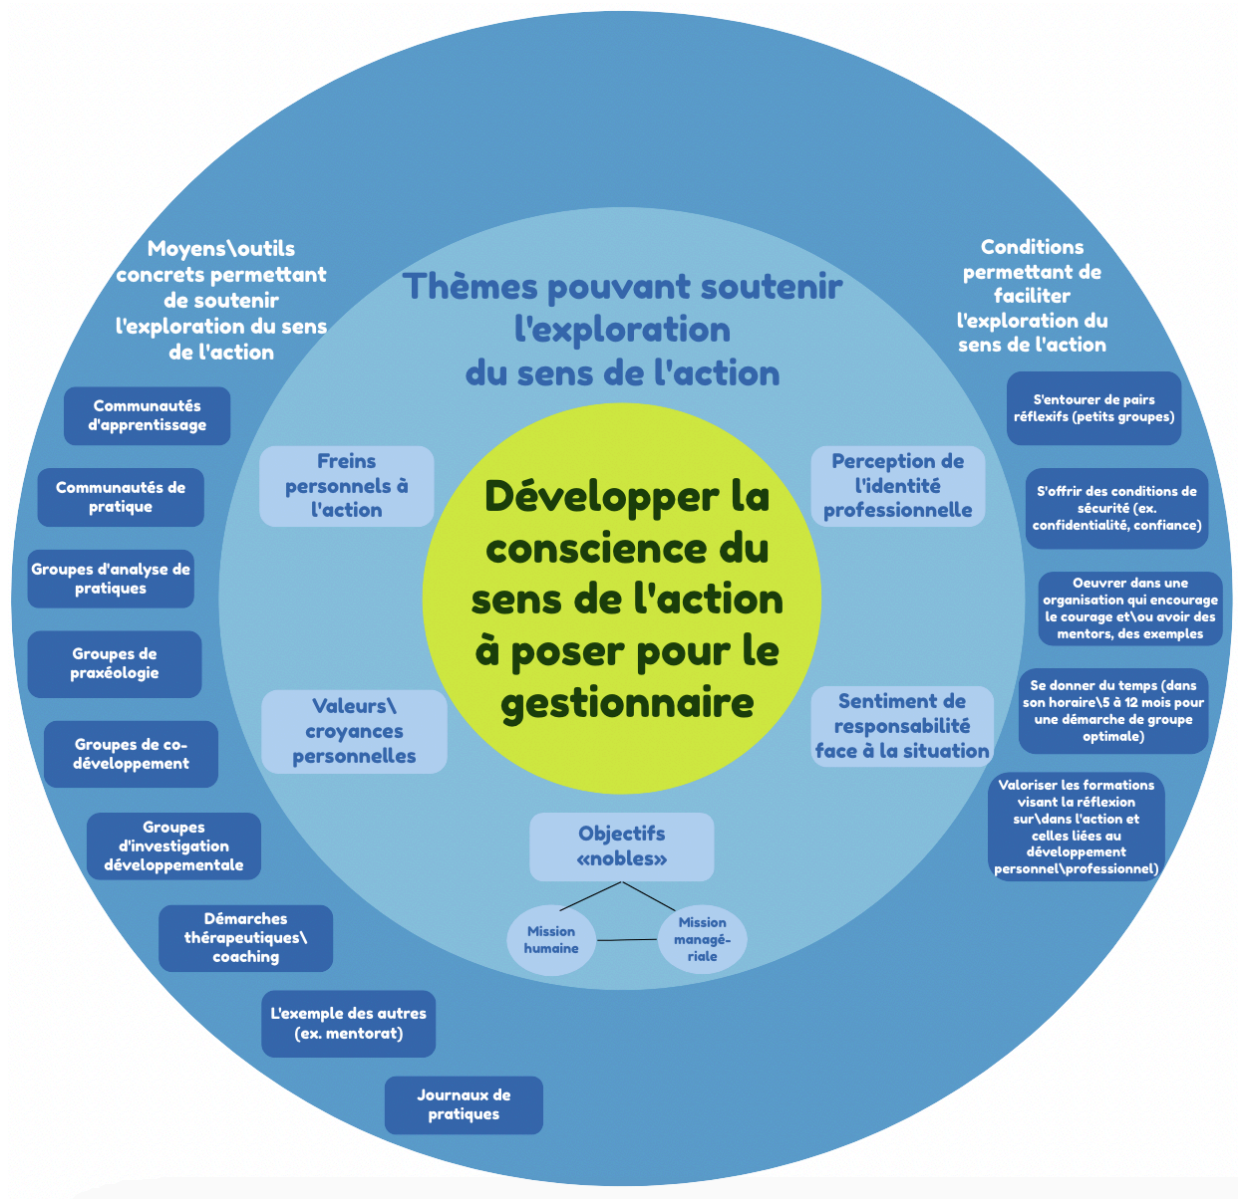 Moyens\outils
concrets permettant
de soutenir
l'exploration du sens
de l'action
Communautés
d'apprentissage
Communautés de
pratique
Groupes d'analyse de
pratiques
Groupes de
praxéologie
Groupes de co-
développement
Groupes
d'investigation
développementale
Démarches
thérapeutiques\
coaching
L'exemple des autres
(ex. mentorat)
Journaux de
pratiques
Thèmes pouvant soutenir
l'exploration
du sens de l'action
Freins
personnels à
l'action
Perception de
l'identité
professionnelle
Développer la
conscience du
sens de l'action
à poser pour le
gestionnaire
Valeurs\
croyances
personnelles
Sentiment de
responsabilité
face à la situation
Objectifs
«nobles»
Mission
humaine
Mission
managé-
riale
Conditions
permettant de
faciliter
l'exploration du
sens de l'action
S'entourer de pairs
réflexifs (petits groupes)
S'offrir des conditions de
sécurité (ex.
confidentialité, confiance)
Oeuvrer dans une
organisation qui encourage
le courage et\ou avoir des
mentors, des exemples
Se donner du temps (dans
son horaire\5 à 12 mois pour
une démarche de groupe
optimale)
Valoriser les formations
visant la réflexion
sur\dans l'action et
celles liées au
développement
personnel\professionnel)